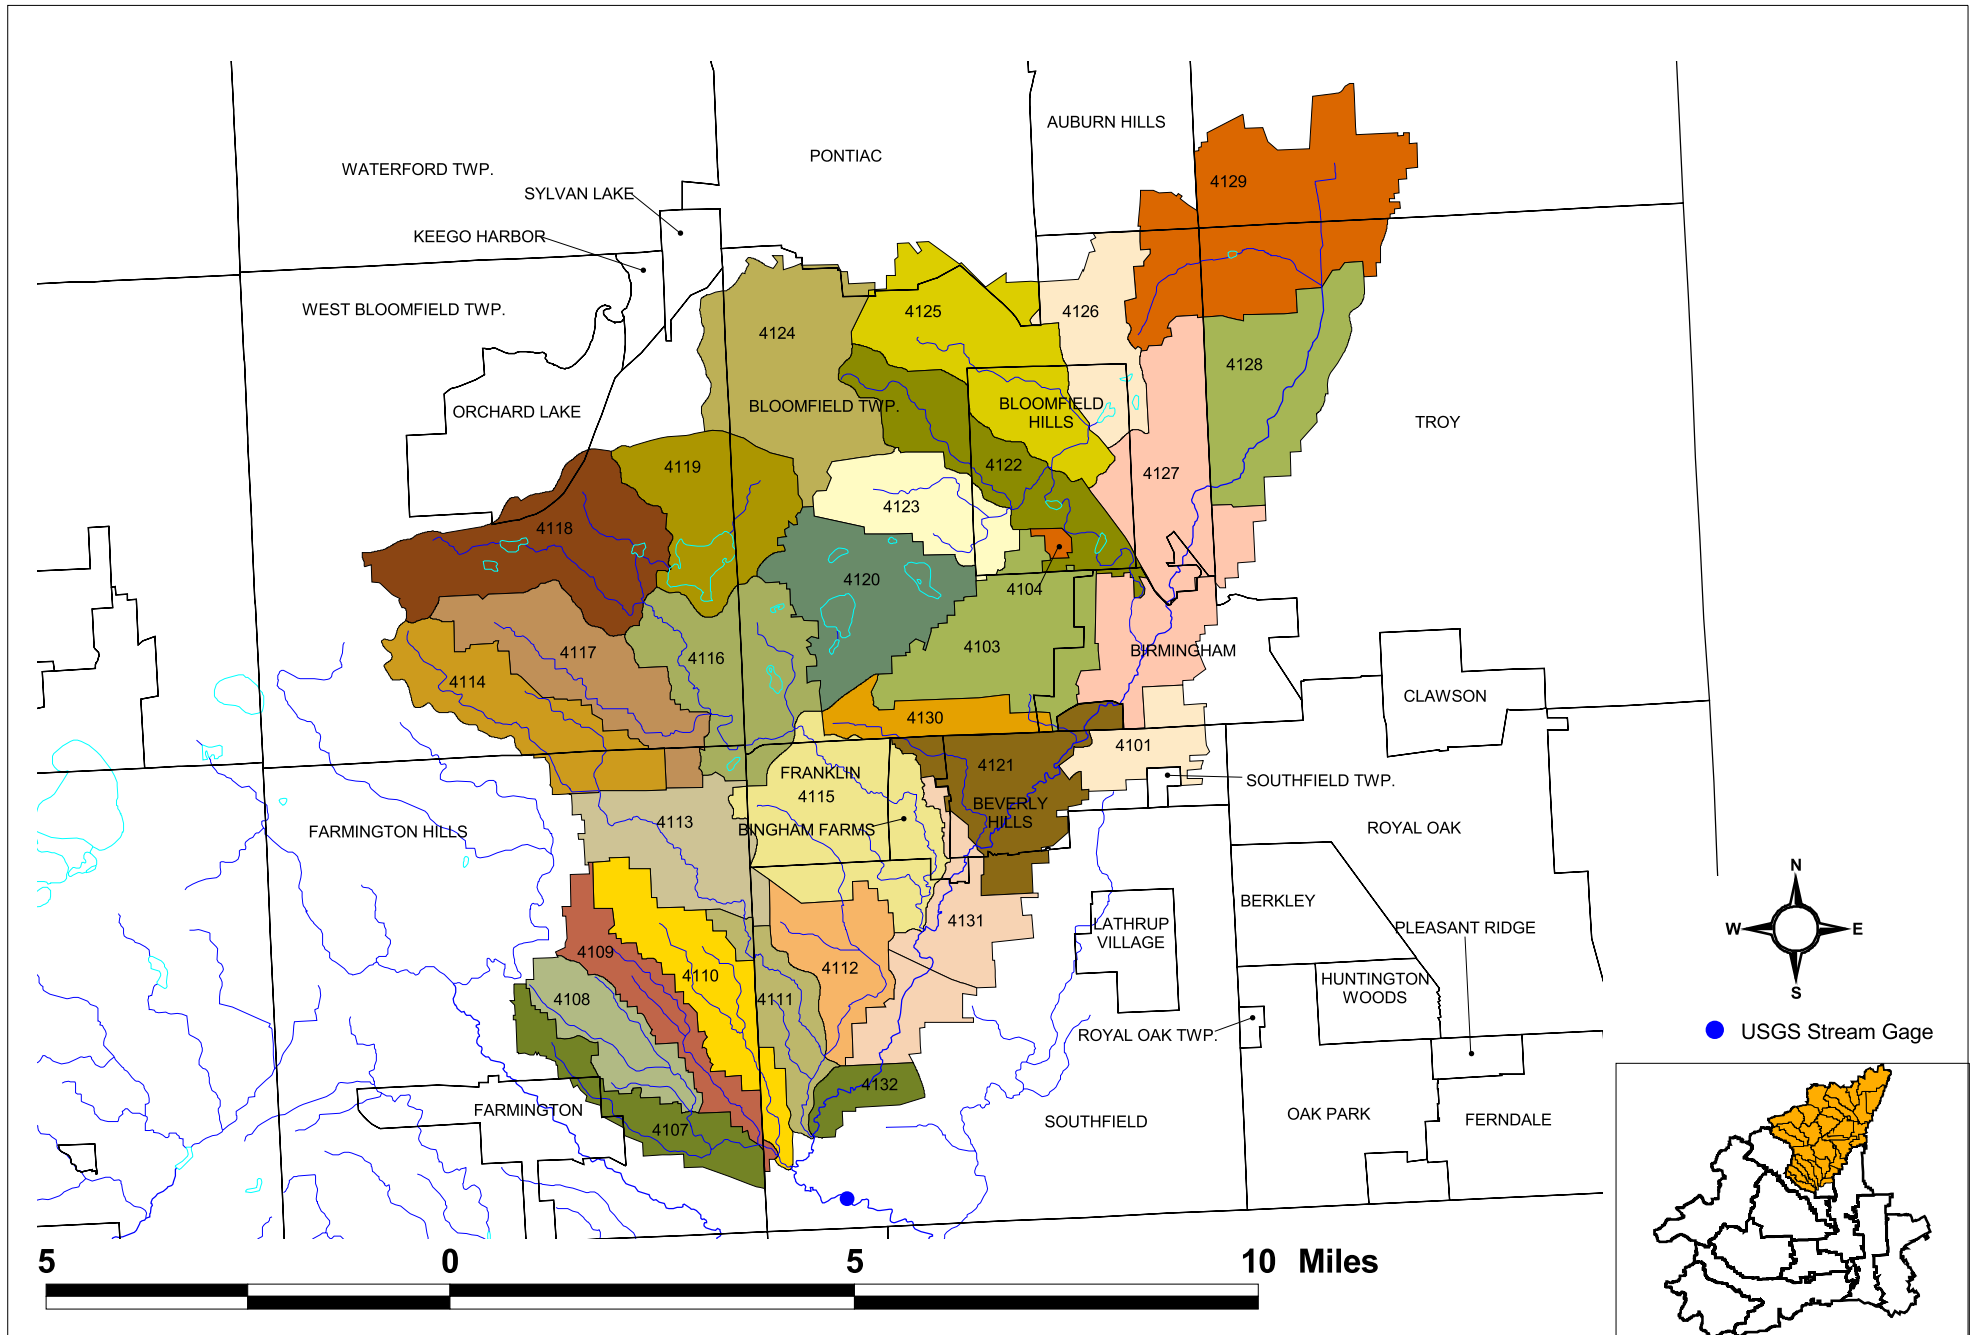 AUBURN HILLS
PONTIAC
WATERFORD TWP.
4129
SYLVAN LAKE
KEEGO HARBOR
WEST BLOOMFIELD TWP.
4125
4126
4124
4128
BLOOMFIELD TWP.
BLOOMFIELD
HILLS
ORCHARD LAKE
TROY
4119
4122
4127
4123
4118
4120
4104
4103
4117
4116
BIRMINGHAM
4114
CLAWSON
4130
4101
4121
FRANKLIN
4115
SOUTHFIELD TWP.
BEVERLY
HILLS
4113
BINGHAM FARMS
FARMINGTON HILLS
ROYAL OAK
BERKLEY
4131
LATHRUP
VILLAGE
PLEASANT RIDGE
4109
4110
4112
4108
4111
HUNTINGTON
WOODS
ROYAL OAK TWP.
4132
FARMINGTON
4107
SOUTHFIELD
OAK PARK
FERNDALE
N
W
E
S
USGS Stream Gage
5 0 5 10 Miles